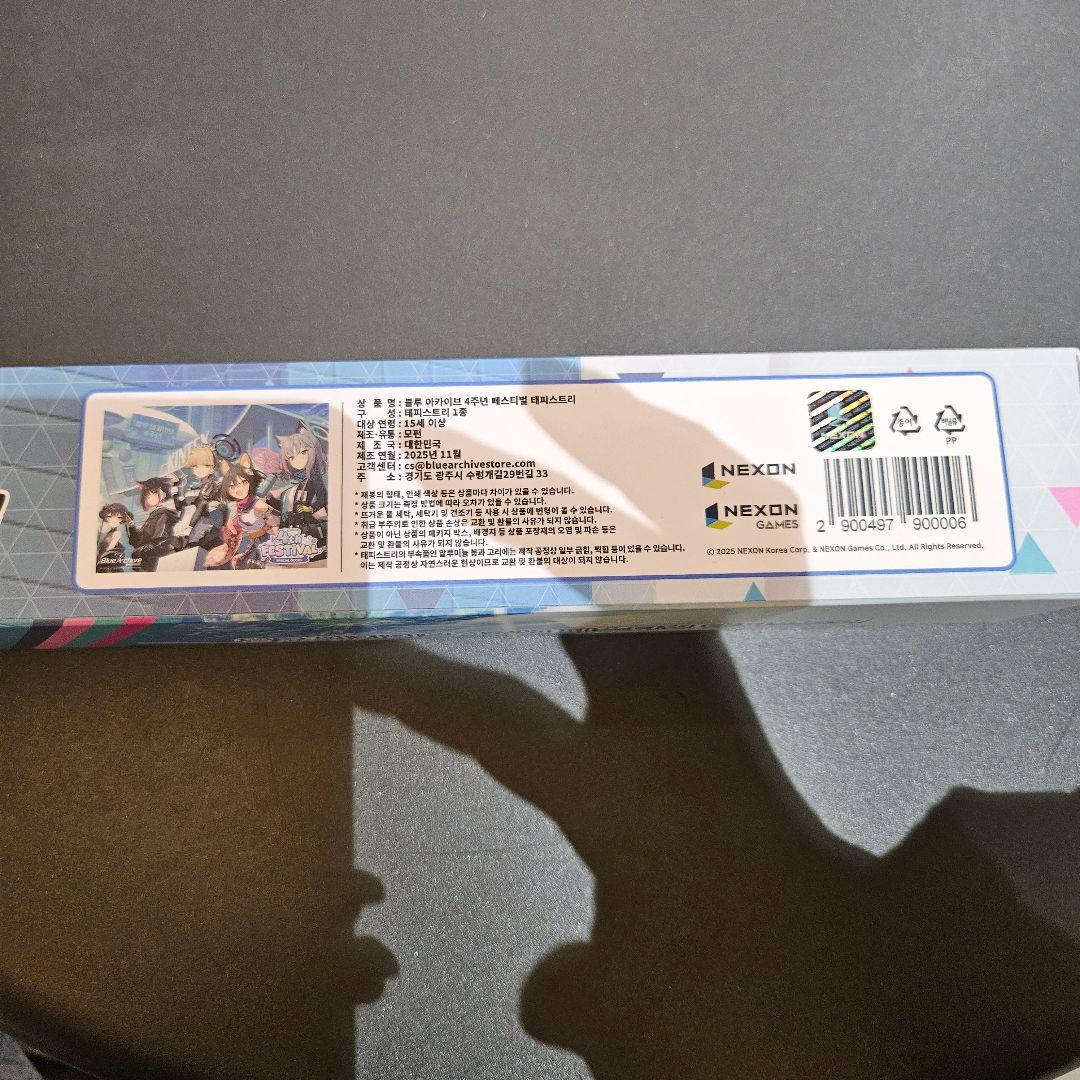 상 품 명 : 블루 아카이브 4주년 페스티벌 태피스트리
구 성 : 태피스트리 1종
대상 연령 : 15세 이상
제조·유통 : 모펀
제 조 국 : 대한민국
제조 연월 : 2025년 11월
고객센터 : cs@bluearchivestore.com
주 소 : 경기도 광주시 수렁개길29번길 33
* 재봉의 형태, 인쇄 색상 등은 상품마다 차이가 있을 수 있습니다.
* 상품 크기는 측정 방법에 따라 오차가 있을 수 있습니다.
* 뜨거운 물 세탁, 세탁기 및 건조기 등 사용 시 상품에 변형이 올 수 있습니다.
* 취급 부주의로 인한 상품 손상은 교환 및 환불의 사유가 되지 않습니다.
* 상품이 아닌 상품의 패키지 박스, 배경지 등 상품 포장재의 오염 및 파손 등은
교환 및 환불의 사유가 되지 않습니다.
* 태피스트리의 부속품인 알루미늄 봉과 고리에는 제작 공정상 일부 긁힘, 찍힘 등이 있을 수 있습니다.
이는 제작 공정상 자연스러운 현상이므로 교환 및 환불의 대상이 되지 않습니다.
FESTIVAL
Blue Archive
NEXON
NEXON
GAMES
종이
비닐류
PP
2 900497 900006
© 2025 NEXON Korea Corp. & NEXON Games Co., Ltd. All Rights Reserved.